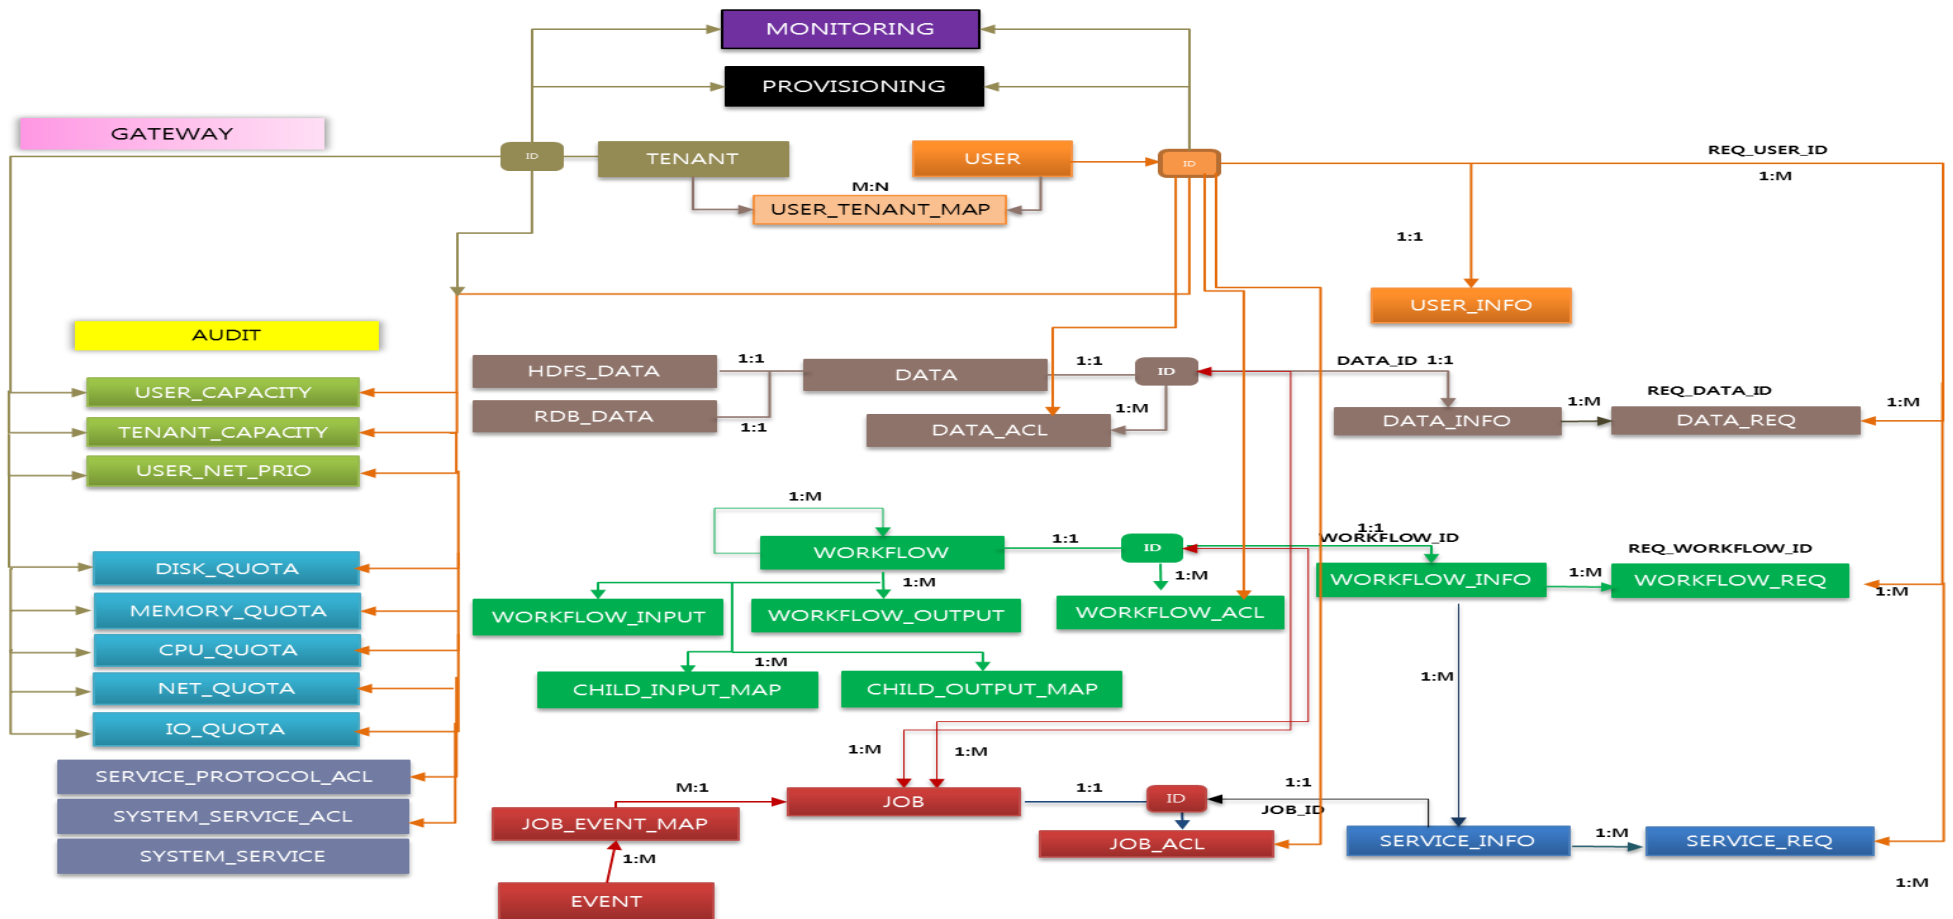 MONITORING
PROVISIONING
GATEWAY
ID
TENANT
USER
ID
REQ_USER_ID
1:M
M:N
USER_TENANT_MAP
1:1
USER_INFO
AUDIT
HDFS_DATA
1:1
DATA
1:1
ID
DATA_ID
1:1
USER_CAPACITY
RDB_DATA
1:1
1:M
DATA_ACL
REQ_DATA_ID
1:M
1:M
DATA_INFO
DATA_REQ
TENANT_CAPACITY
USER_NET_PRIO
1:M
WORKFLOW
1:1
ID
1:1
WORKFLOW_ID
REQ_WORKFLOW_ID
DISK_QUOTA
1:M
1:M
WORKFLOW_INFO
1:M
WORKFLOW_REQ
1:M
MEMORY_QUOTA
WORKFLOW_INPUT
WORKFLOW_OUTPUT
WORKFLOW_ACL
CPU_QUOTA
1:M
1:M
NET_QUOTA
CHILD_INPUT_MAP
CHILD_OUTPUT_MAP
IO_QUOTA
1:M
1:M
SERVICE_PROTOCOL_ACL
M:1
JOB
1:1
ID
1:1
JOB_ID
SYSTEM_SERVICE_ACL
JOB_EVENT_MAP
JOB_ACL
SERVICE_INFO
1:M
SERVICE_REQ
SYSTEM_SERVICE
1:M
1:M
EVENT